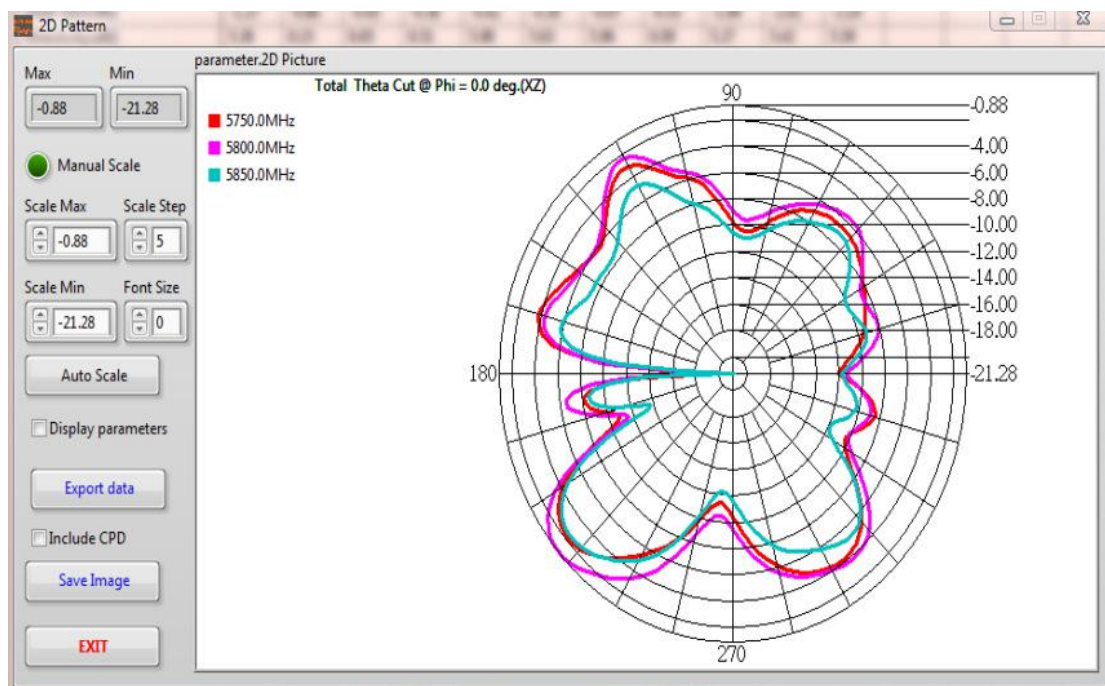 2D Pattern
Max Min
-0.88 -21.28
Manual Scale
Scale Max Scale Step
-0.88 5
Scale Min Font Size
-21.28 0
Auto Scale
Display parameters
Export data
Include CPD
Save Image
EXIT
parameter.2D Picture
Total Theta Cut @ Phi = 0.0 deg.(XZ)
5750.0MHz
5800.0MHz
5850.0MHz
90
180
270
-0.88
-4.00
-6.00
-8.00
-10.00
-12.00
-14.00
-16.00
-18.00
-21.28